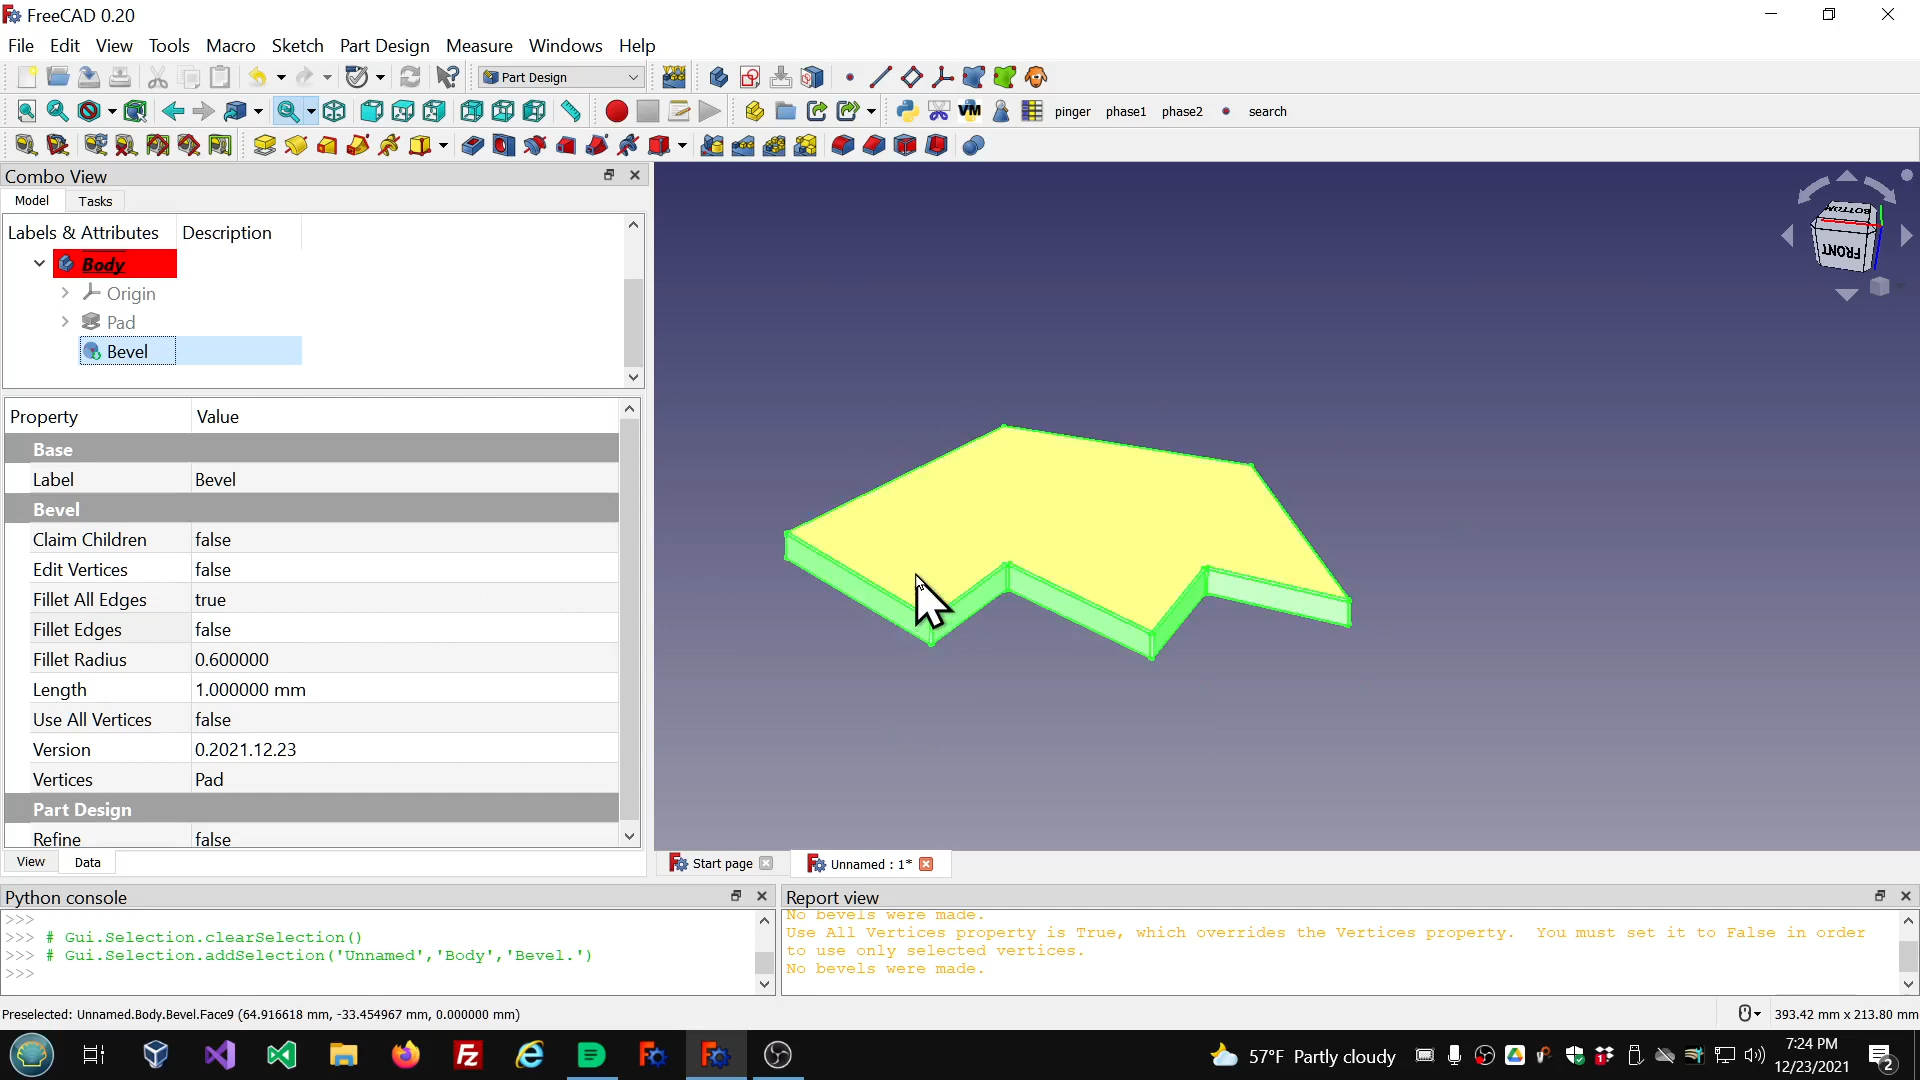 FreeCAD 0.20
File Edit View Tools Macro Sketch Part Design Measure Windows Help
Part Design
VM pinger phase1 phase2 search
Combo View
Model Tasks
Labels & Attributes Description
Body
Origin
Pad
Bevel
Property Value
Base
Label Bevel
Bevel
Claim Children false
Edit Vertices false
Fillet All Edges true
Fillet Edges false
Fillet Radius 0.600000
Length 1.000000 mm
Use All Vertices false
Version 0.2021.12.23
Vertices Pad
Part Design
Refine false
View Data
BOTTOM
FRONT
Start page Unnamed : 1*
Python console
>>>
>>> # Gui.Selection.clearSelection()
>>> # Gui.Selection.addSelection('Unnamed','Body','Bevel.')
>>>
Report view
No bevels were made.
Use All Vertices property is True, which overrides the Vertices property.  You must set it to False in order
to use only selected vertices.
No bevels were made.
Preselected: Unnamed.Body.Bevel.Face9 (64.916618 mm, -33.454967 mm, 0.000000 mm)
393.42 mm x 213.80 mm
57°F Partly cloudy
7:24 PM
12/23/2021
2